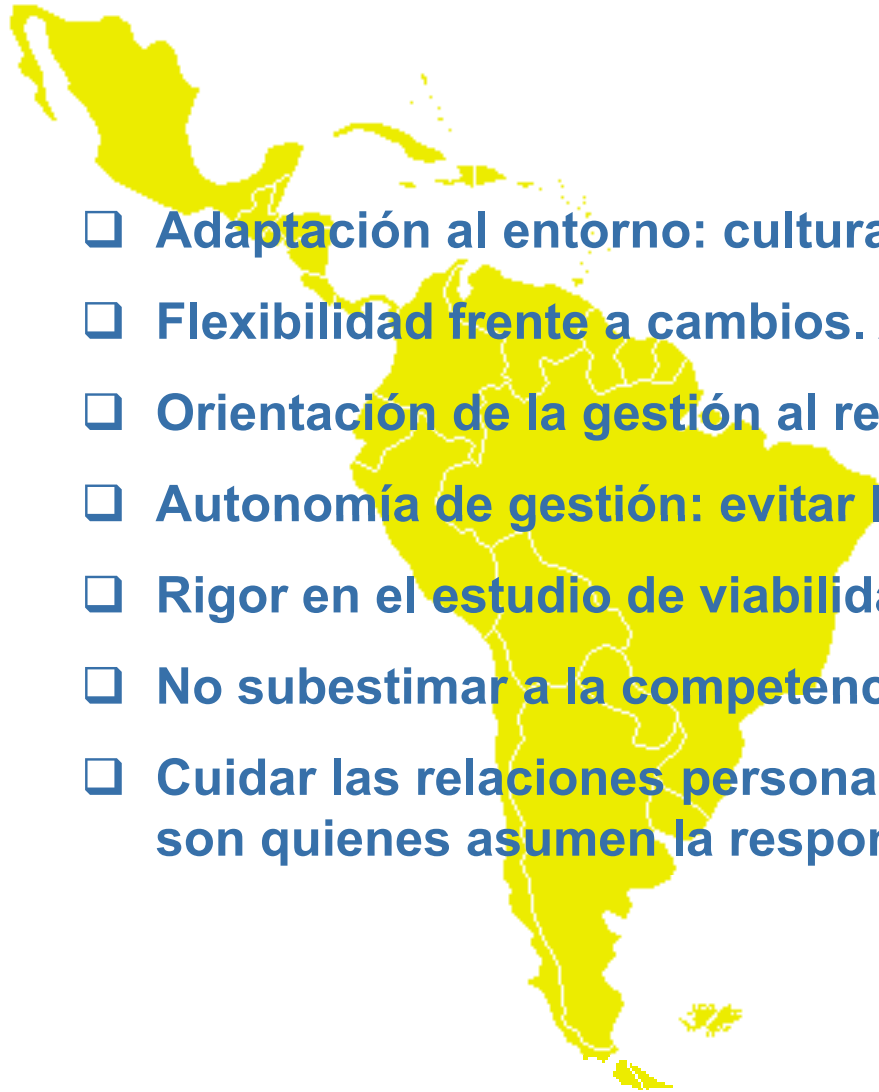 ❑ Adaptación al entorno: cultura
❑ Flexibilidad frente a cambios.
❑ Orientación de la gestión al re
❑ Autonomía de gestión: evitar
❑ Rigor en el estudio de viabilida
❑ No subestimar a la competenc
❑ Cuidar las relaciones persona
son quienes asumen la respon